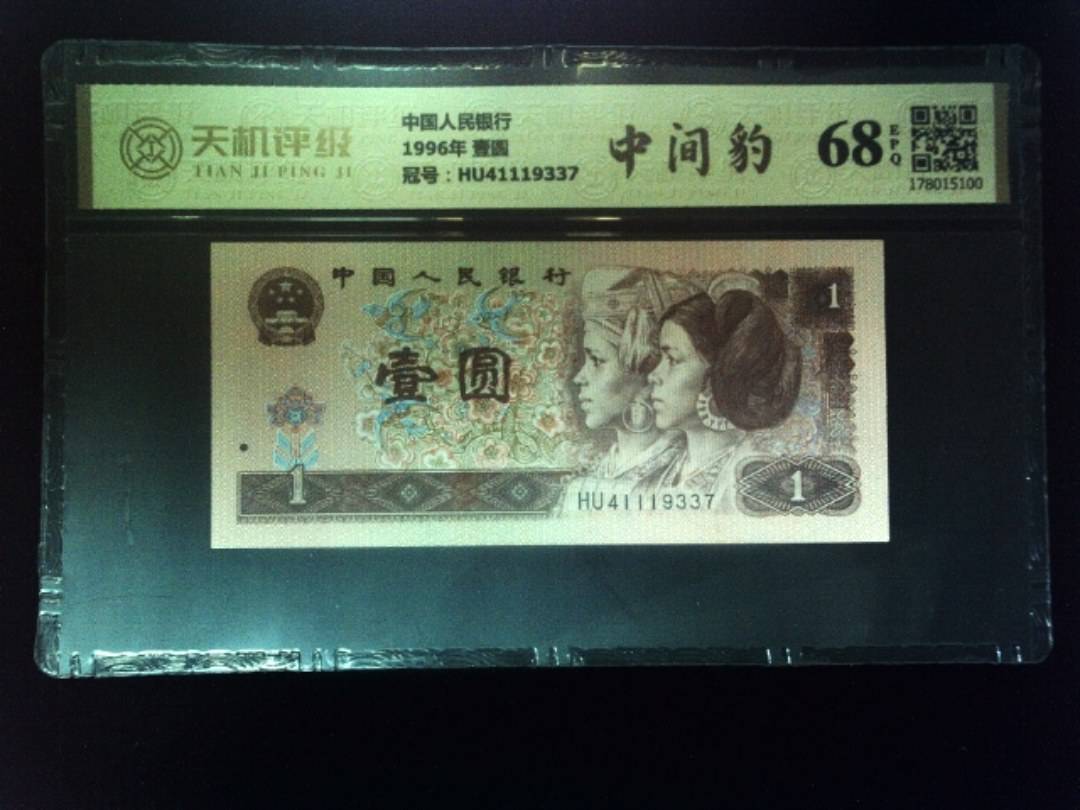 天机评级
TIAN JI PING JI
中国人民银行
1996年 壹圆
冠号：HU41119337
中间豹
68
EPQ
178015100
中国人民银行
1
壹圆
1
HU41119337
1